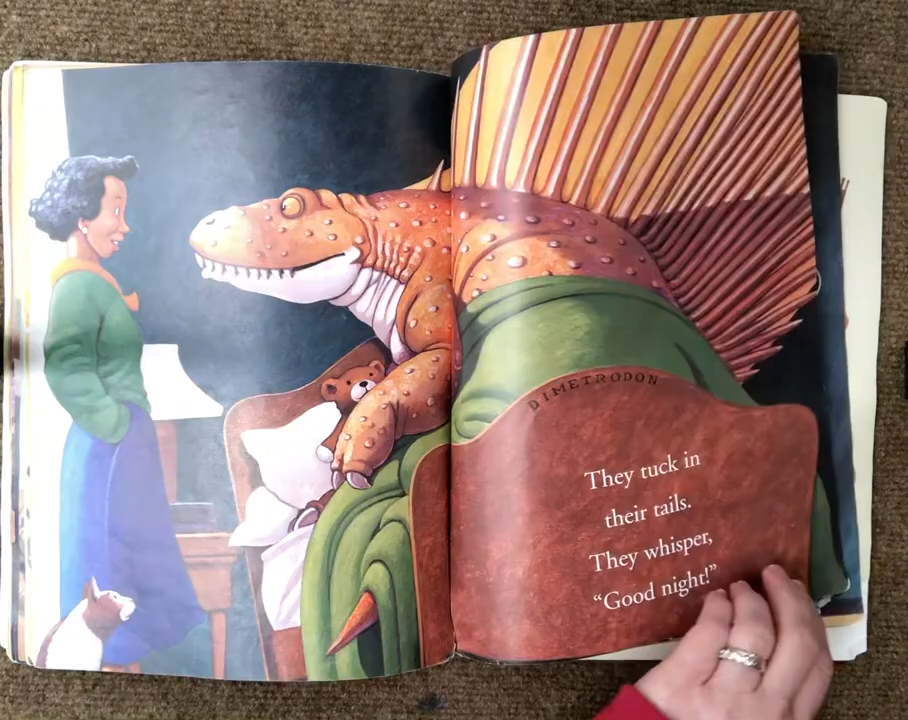 DIMETRODON
They tuck in
their tails.
They whisper,
“Good night!”